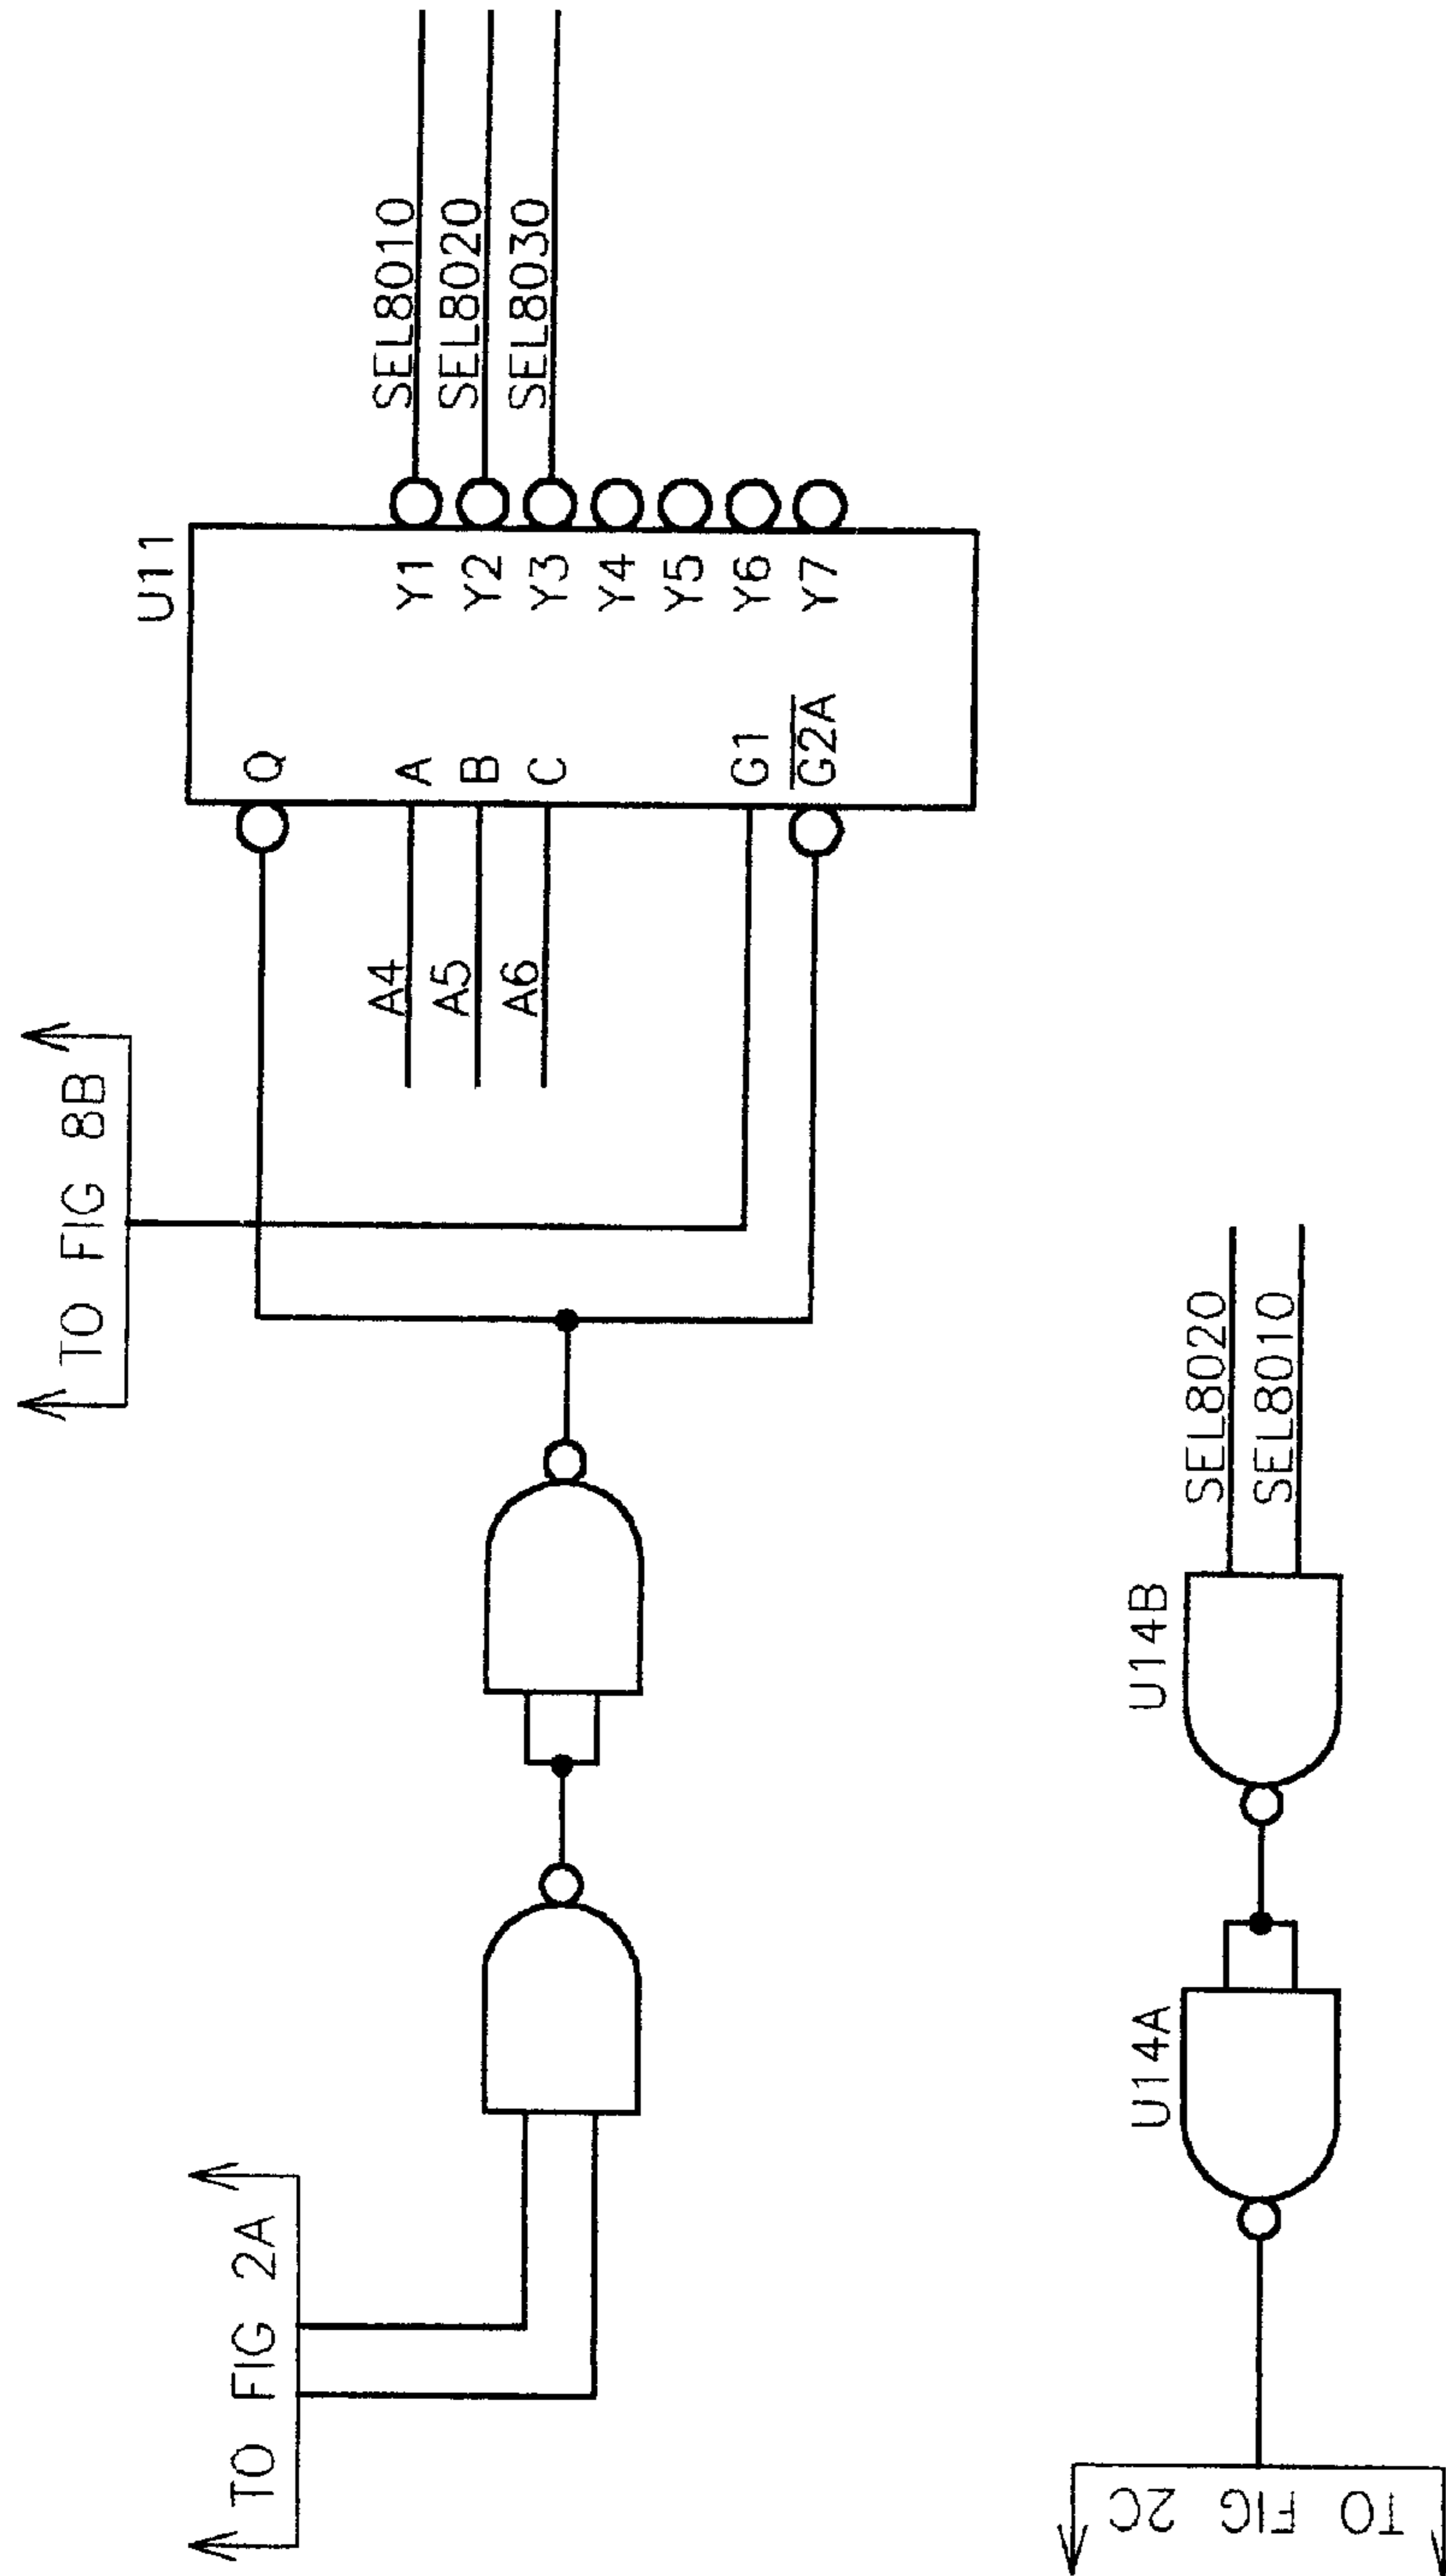 TO FIG 2A
TO FIG 8B
U11
Q
A4
A
A5
B
A6
C
G1
G2A
Y1
Y2
Y3
Y4
Y5
Y6
Y7
SEL8010
SEL8020
SEL8030
TO FIG 2C
U14A
U14B
SEL8020
SEL8010